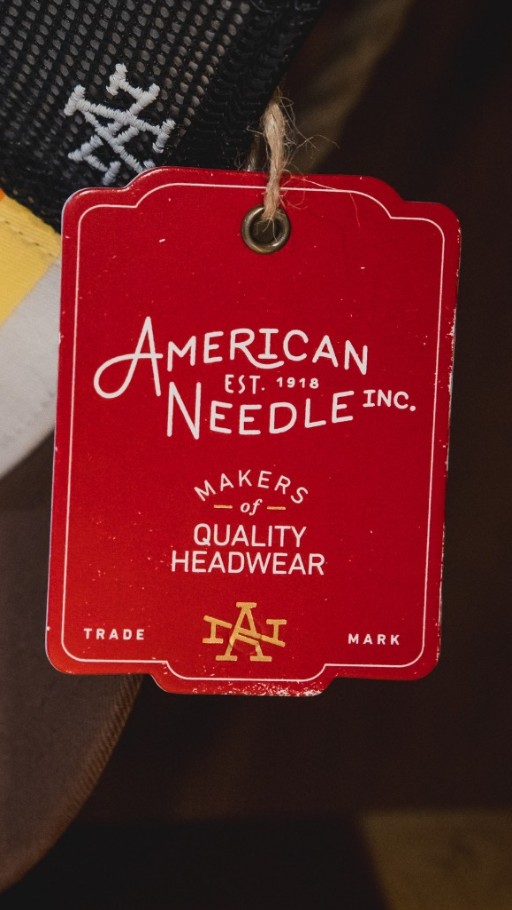 AMERICAN
EST. 1918
NEEDLE INC.
MAKERS
of
QUALITY
HEADWEAR
TRADE MARK